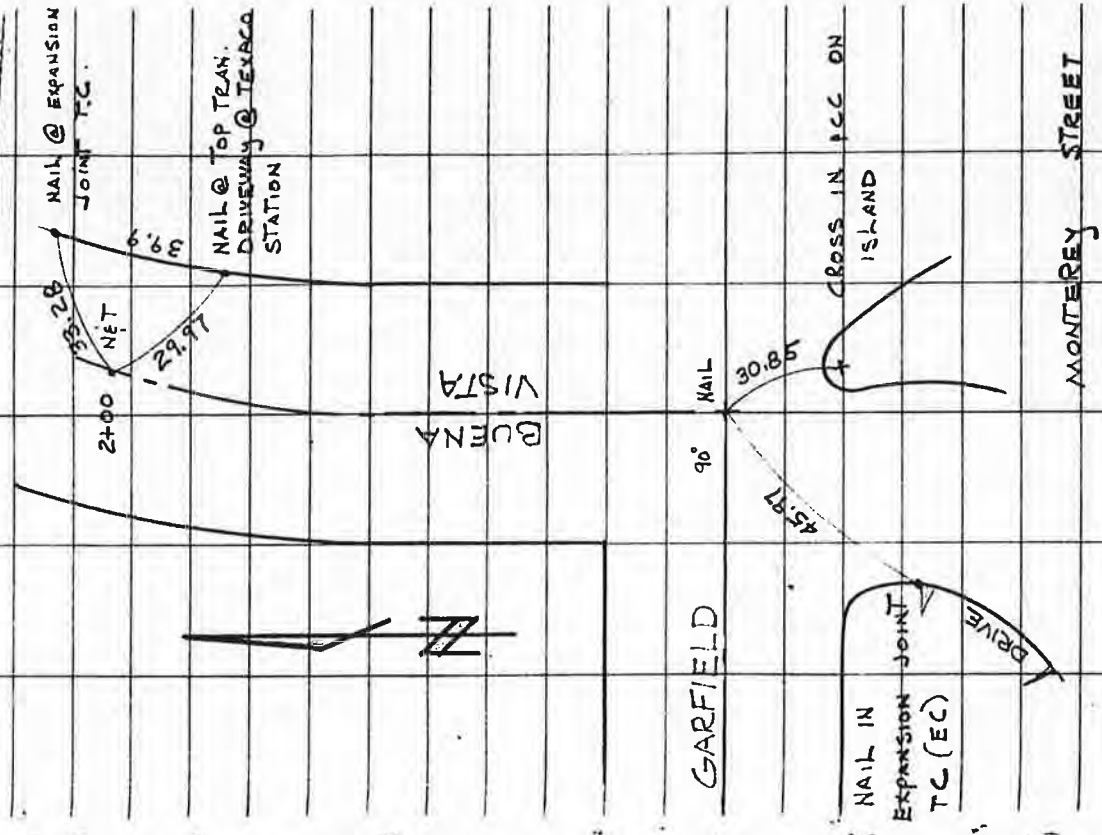 NAIL @ EXPANSION
JOINT T.C.
39.9
33.28
NET
29.97
2+00
NAIL @ TOP TRAN.
DRIVEWAY @ TEXACO
STATION
BUENA
VISTA
N
NAIL
90°
30.85
45.97
CROSS IN PCC ON
ISLAND
GARFIELD
NAIL IN
EXPANSION JOINT
TC (EC)
DRIVE
MONTEREY STREET